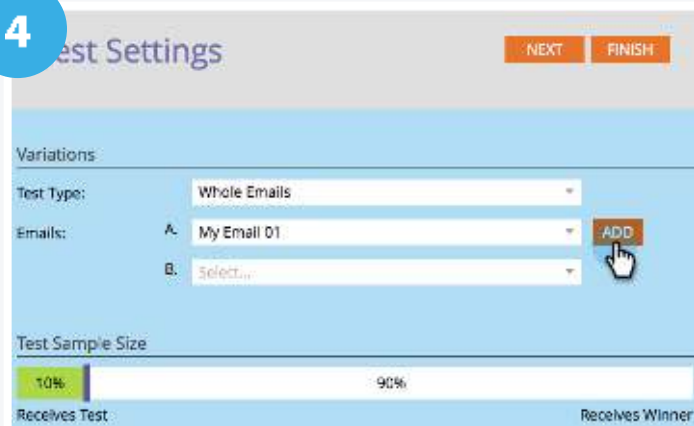 4
est Settings NEXT FINISH
Variations
Test Type: Whole Emails
Emails: A. My Email 01 ADD
B. Select...
Test Sample Size
10% 90%
Receives Test Receives Winner